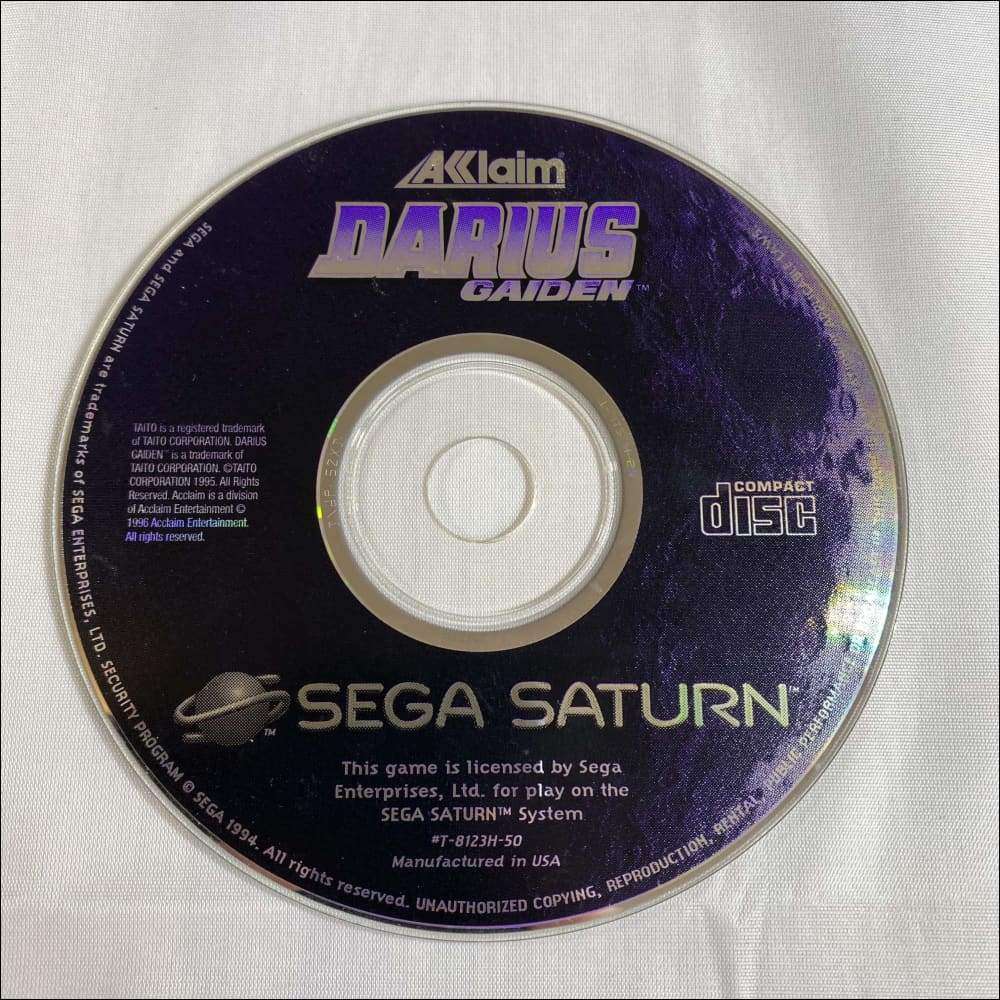 AKKlaim
DARIUS
GAIDEN™
TAITO is a registered trademark
of TAITO CORPORATION. DARIUS
GAIDEN™ is a trademark of
TAITO CORPORATION. ©TAITO
CORPORATION 1995. All Rights
Reserved. Acclaim is a division
of Acclaim Entertainment ©
1996 Acclaim Entertainment.
All rights reserved.
COMPACT
disc
SEGA SATURN™
TM
This game is licensed by Sega
Enterprises, Ltd. for play on the
SEGA SATURN™ System
#T-8123H-50
Manufactured in USA
SEGA and SEGA SATURN are trademarks of SEGA ENTERPRISES, LTD. SECURITY PROGRAM © SEGA 1994. All rights reserved. UNAUTHORIZED COPYING, REPRODUCTION, RENTAL, PUBLIC PERFORMANCE